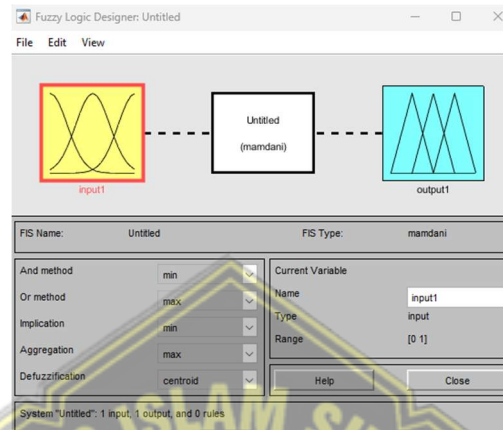 Fuzzy Logic Designer: Untitled
File Edit View
Untitled
(mamdani)
input1
output1
FIS Name: Untitled FIS Type: mamdani
And method min
Or method max
Implication min
Aggregation max
Defuzzification centroid
Current Variable
Name input1
Type input
Range [0 1]
Help Close
System "Untitled": 1 input, 1 output, and 0 rules
ISLAM SU